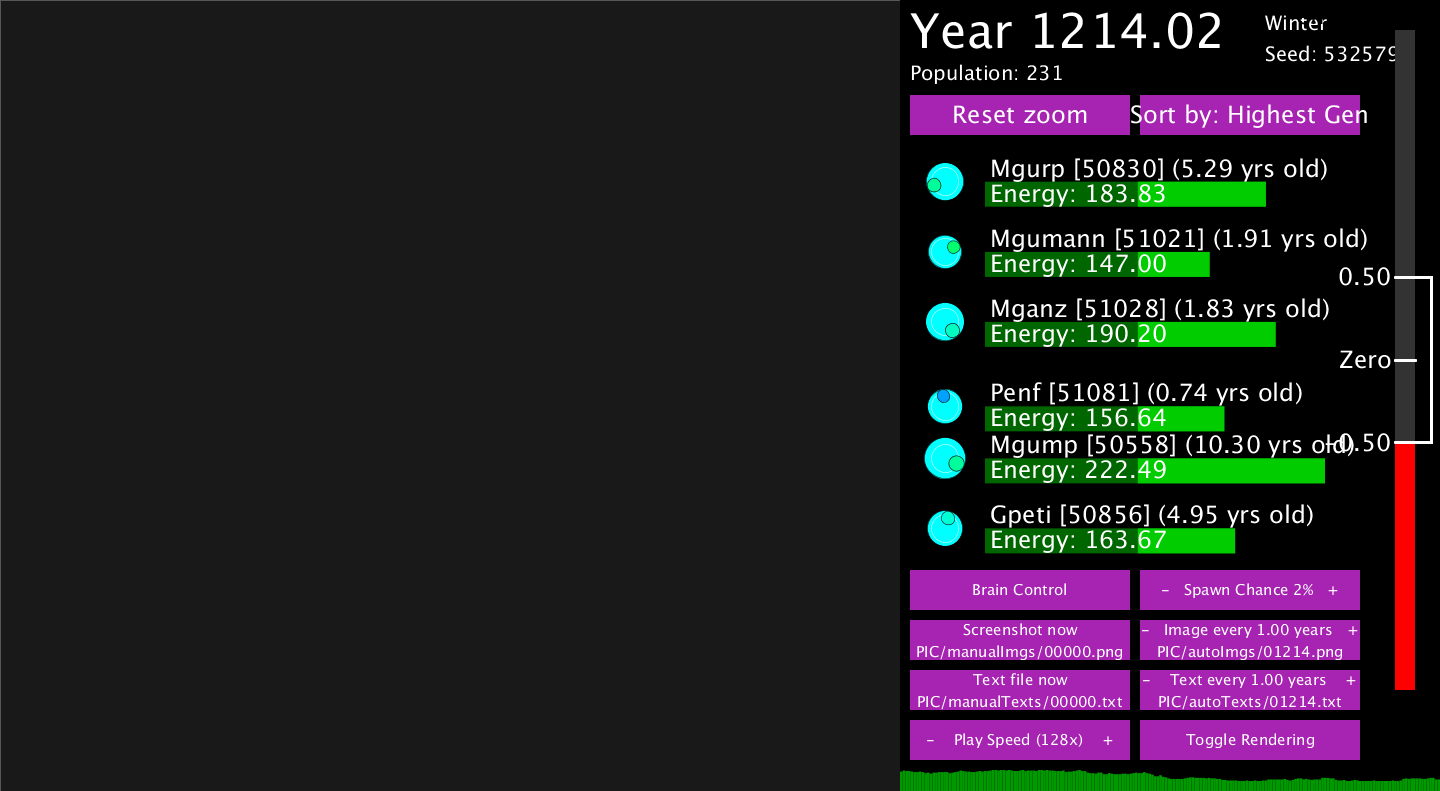 Year 1214.02
Winter
Seed: 532579
Population: 231
Reset zoom
Sort by: Highest Gen
Mgurp [50830] (5.29 yrs old)
Energy: 183.83
Mgumann [51021] (1.91 yrs old)
Energy: 147.00
0.50
Mganz [51028] (1.83 yrs old)
Energy: 190.20
Zero
Penf [51081] (0.74 yrs old)
Energy: 156.64
Mgump [50558] (10.30 yrs old)
-0.50
Energy: 222.49
Gpeti [50856] (4.95 yrs old)
Energy: 163.67
Brain Control
- Spawn Chance 2% +
Screenshot now
PIC/manualImgs/00000.png
- Image every 1.00 years +
PIC/autoImgs/01214.png
Text file now
PIC/manualTexts/00000.txt
- Text every 1.00 years +
PIC/autoTexts/01214.txt
- Play Speed (128x) +
Toggle Rendering